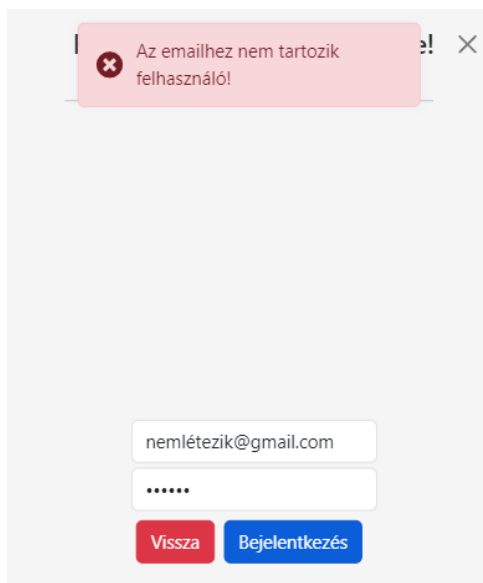 Az emailhez nem tartozik
felhasználó!
nemlétezik@gmail.com
••••••
Vissza
Bejelentkezés